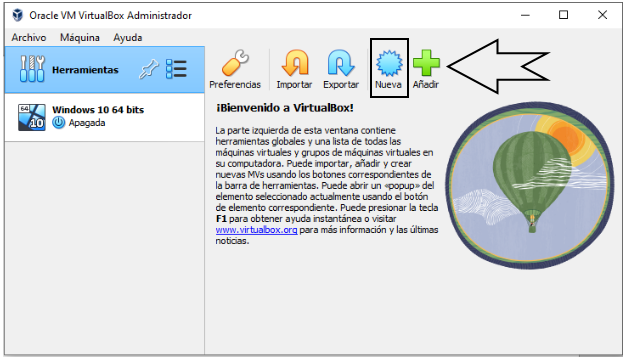 Oracle VM VirtualBox Administrador
Archivo Máquina Ayuda
Herramientas
Preferencias Importar Exportar Nueva Añadir
64
10
Windows 10 64 bits
Apagada
¡Bienvenido a VirtualBox!
La parte izquierda de esta ventana contiene
herramientas globales y una lista de todas las
máquinas virtuales y grupos de máquinas virtuales en
su computadora. Puede importar, añadir y crear
nuevas MVs usando los botones correspondientes de
la barra de herramientas. Puede abrir un «popup» del
elemento seleccionado actualmente usando el botón
de elemento correspondiente. Puede presionar la tecla
F1 para obtener ayuda instantánea o visitar
www.virtualbox.org para más información y las últimas
noticias.